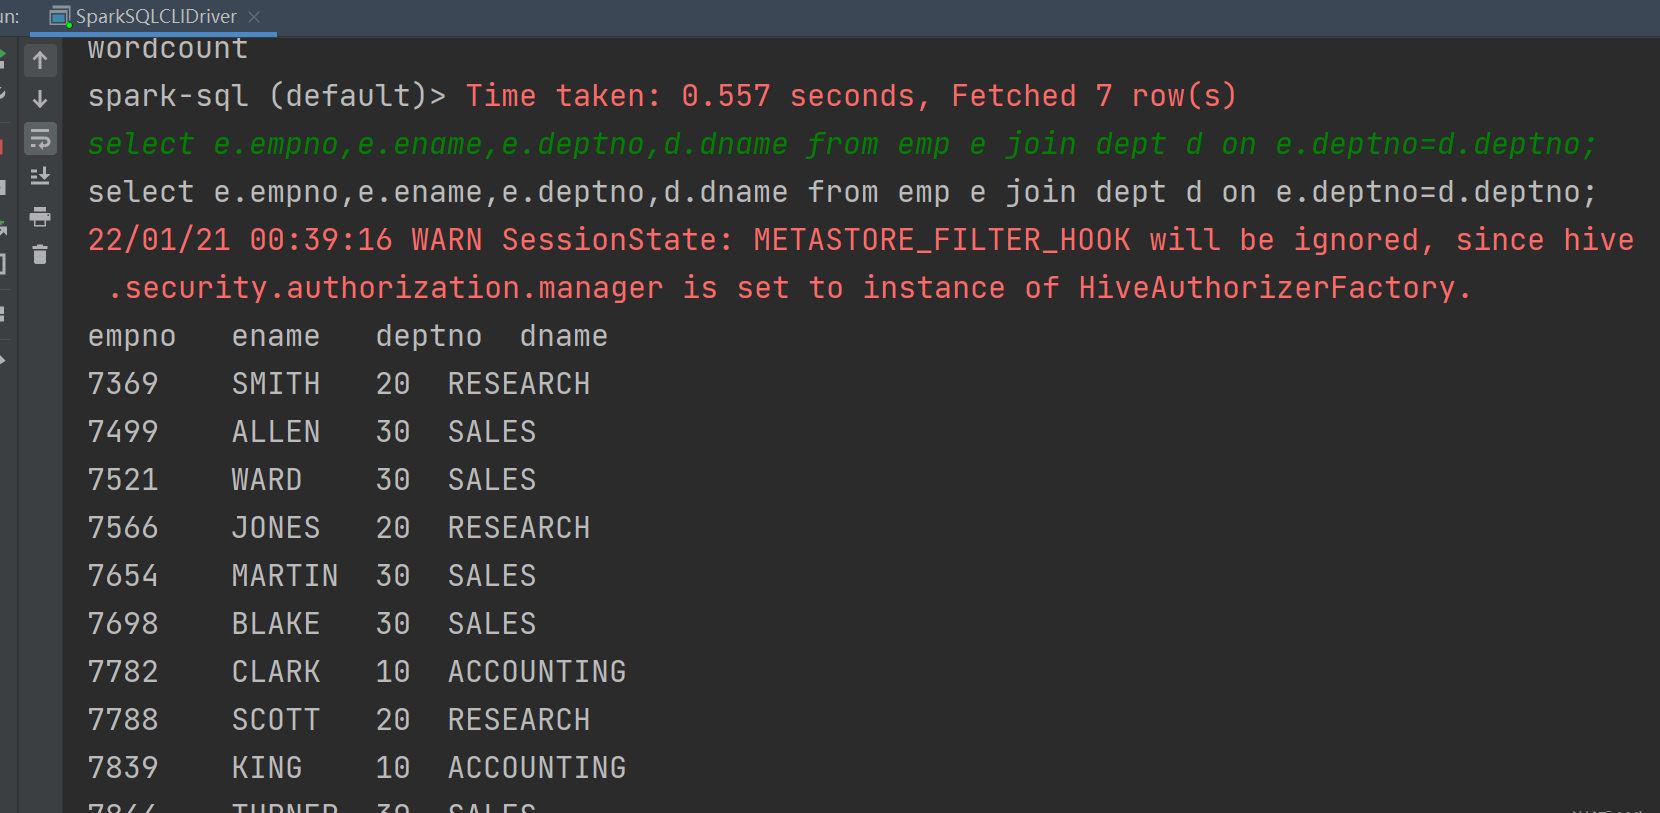 un:
SparkSQLCLIDriver
wordcount
spark-sql (default)> Time taken: 0.557 seconds, Fetched 7 row(s)
select e.empno,e.ename,e.deptno,d.dname from emp e join dept d on e.deptno=d.deptno;
select e.empno,e.ename,e.deptno,d.dname from emp e join dept d on e.deptno=d.deptno;
22/01/21 00:39:16 WARN SessionState: METASTORE_FILTER_HOOK will be ignored, since hive
.security.authorization.manager is set to instance of HiveAuthorizerFactory.
empno ename deptno dname
7369 SMITH 20 RESEARCH
7499 ALLEN 30 SALES
7521 WARD 30 SALES
7566 JONES 20 RESEARCH
7654 MARTIN 30 SALES
7698 BLAKE 30 SALES
7782 CLARK 10 ACCOUNTING
7788 SCOTT 20 RESEARCH
7839 KING 10 ACCOUNTING
7844 TURNER 30 SALES